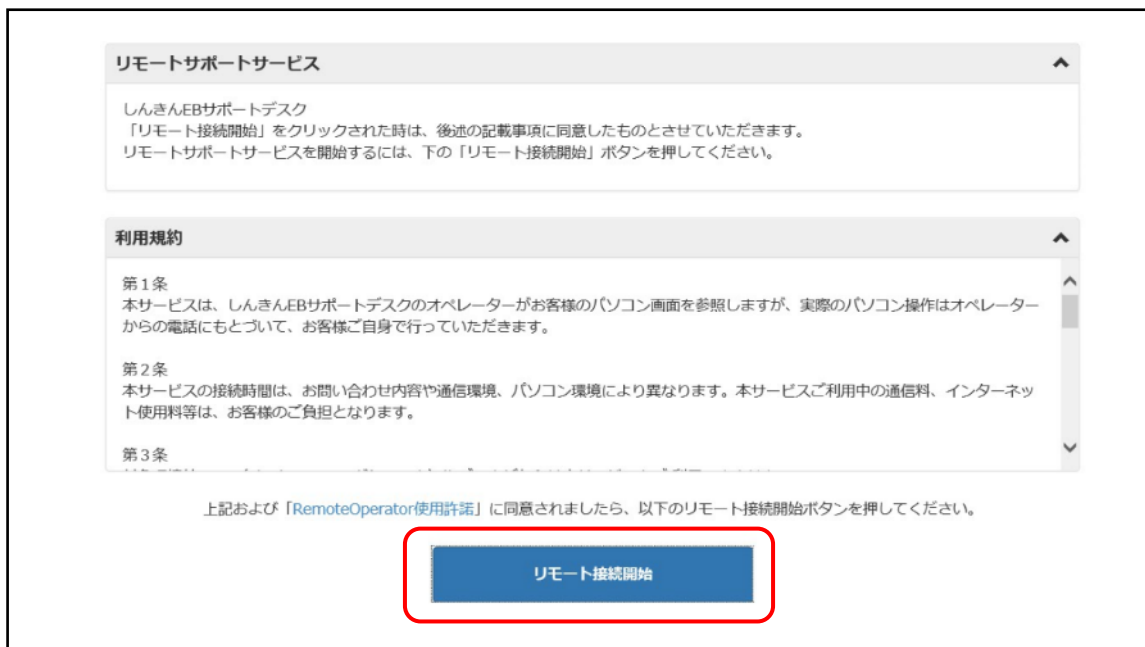 リモートサポートサービス
しんきんEBサポートデスク
「リモート接続開始」をクリックされた時は、後述の記載事項に同意したものとさせていただきます。
リモートサポートサービスを開始するには、下の「リモート接続開始」ボタンを押してください。
利用規約
第１条
本サービスは、しんきんEBサポートデスクのオペレーターがお客様のパソコン画面を参照しますが、実際のパソコン操作はオペレーター
からの電話にもとづいて、お客様ご自身で行っていただきます。
第２条
本サービスの接続時間は、お問い合わせ内容や通信環境、パソコン環境により異なります。本サービスご利用中の通信料、インターネッ
ト使用料等は、お客様のご負担となります。
第３条
上記および「RemoteOperator使用許諾」に同意されましたら、以下のリモート接続開始ボタンを押してください。
リモート接続開始